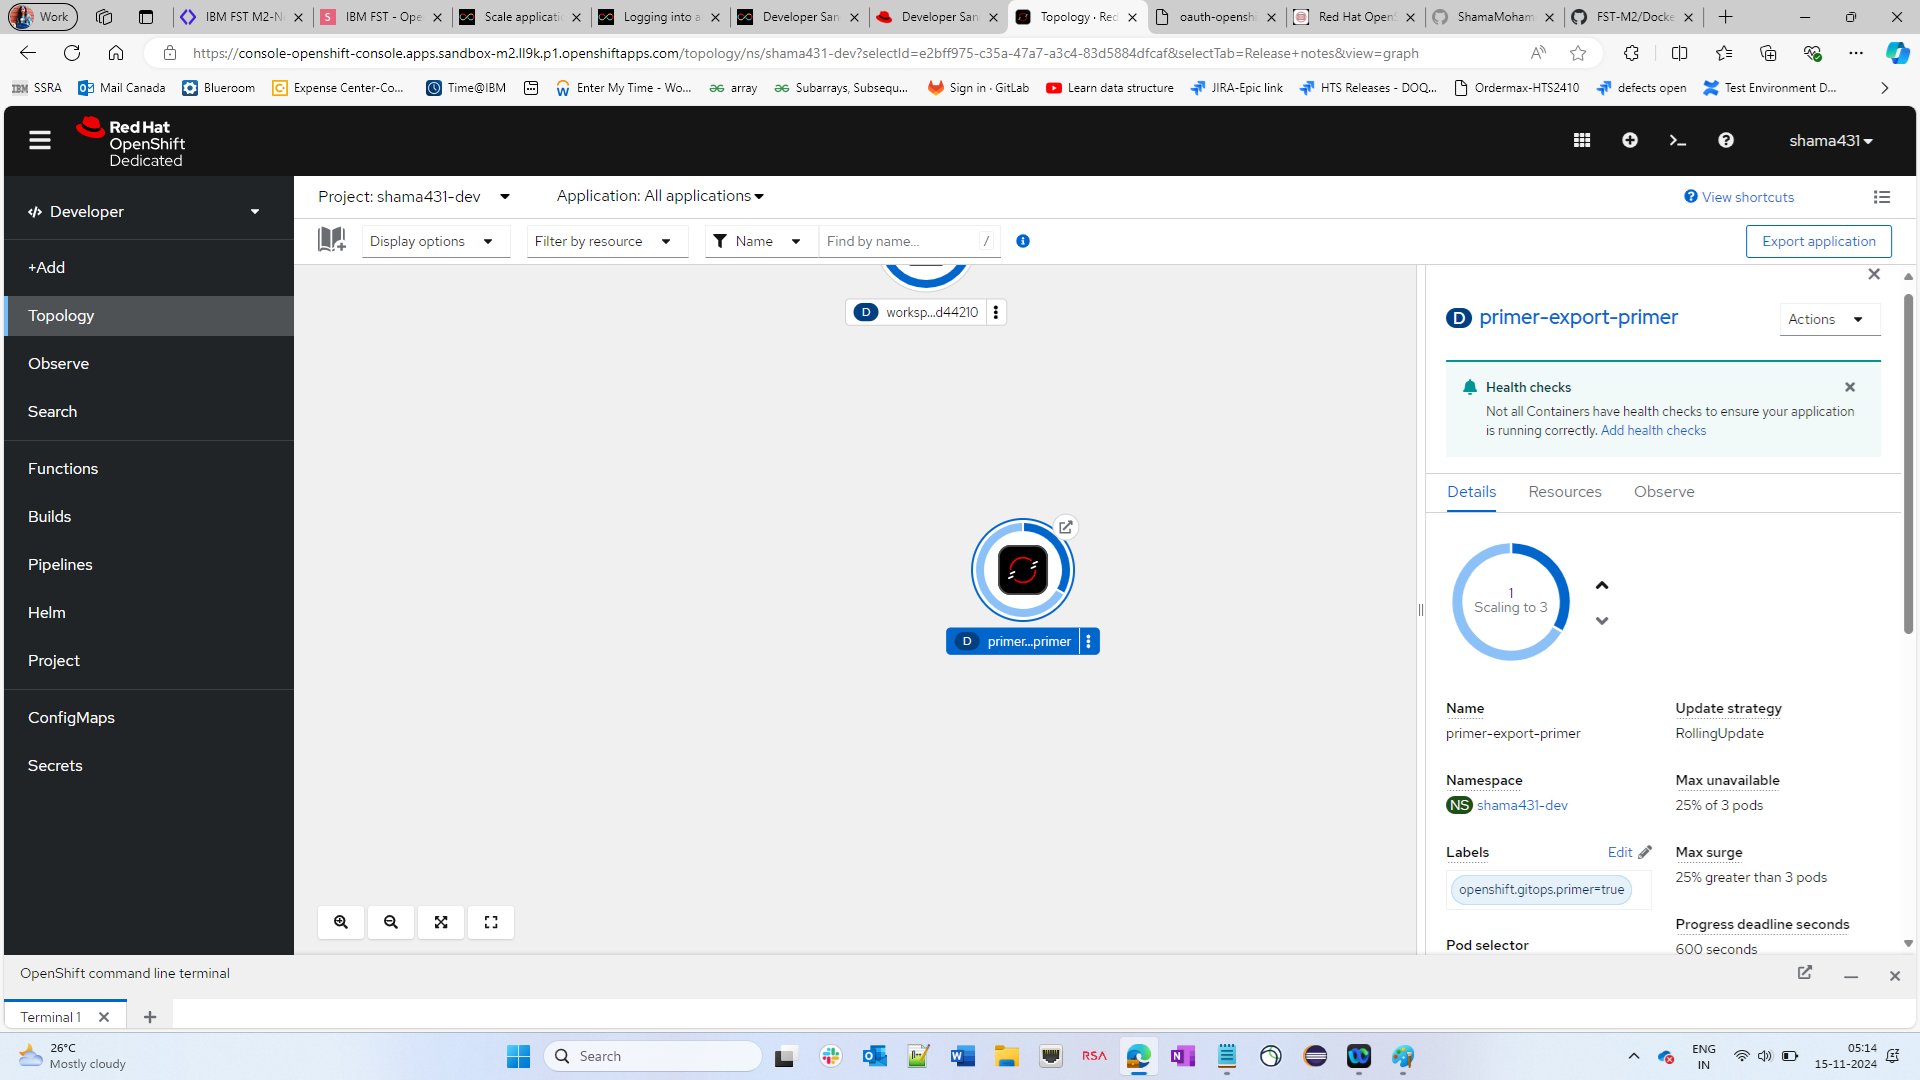 Work
IBM FST M2-N
IBM FST - Ope
Scale applicati
Logging into a
Developer San
Developer San
Topology · Red
oauth-openshi
Red Hat OpenS
ShamaMoham
FST-M2/Docke
https://console-openshift-console.apps.sandbox-m2.ll9k.p1.openshiftapps.com/topology/ns/shama431-dev?selectId=e2bff975-c35a-47a7-a3c4-83d5884dfcaf&selectTab=Release+notes&view=graph
IBM SSRA
Mail Canada
Blueroom
Expense Center-Co...
Time@IBM
Enter My Time - Wo...
array
Subarrays, Subsequ...
Sign in · GitLab
Learn data structure
JIRA-Epic link
HTS Releases - DOQ...
Ordermax-HTS2410
defects open
Test Environment D...
Red Hat
OpenShift
Dedicated
shama431
Developer
+Add
Topology
Observe
Search
Functions
Builds
Pipelines
Helm
Project
ConfigMaps
Secrets
Project: shama431-dev
Application: All applications
View shortcuts
Display options
Filter by resource
Name
Find by name...
/
Export application
D worksp...d44210
D primer...primer
D primer-export-primer
Actions
Health checks
Not all Containers have health checks to ensure your application
is running correctly. Add health checks
Details
Resources
Observe
1
Scaling to 3
Name
primer-export-primer
Update strategy
RollingUpdate
Namespace
NS shama431-dev
Max unavailable
25% of 3 pods
Labels
Edit
openshift.gitops.primer=true
Max surge
25% greater than 3 pods
Pod selector
Progress deadline seconds
600 seconds
OpenShift command line terminal
Terminal 1
26°C
Mostly cloudy
Search
RSA
ENG
IN
05:14
15-11-2024